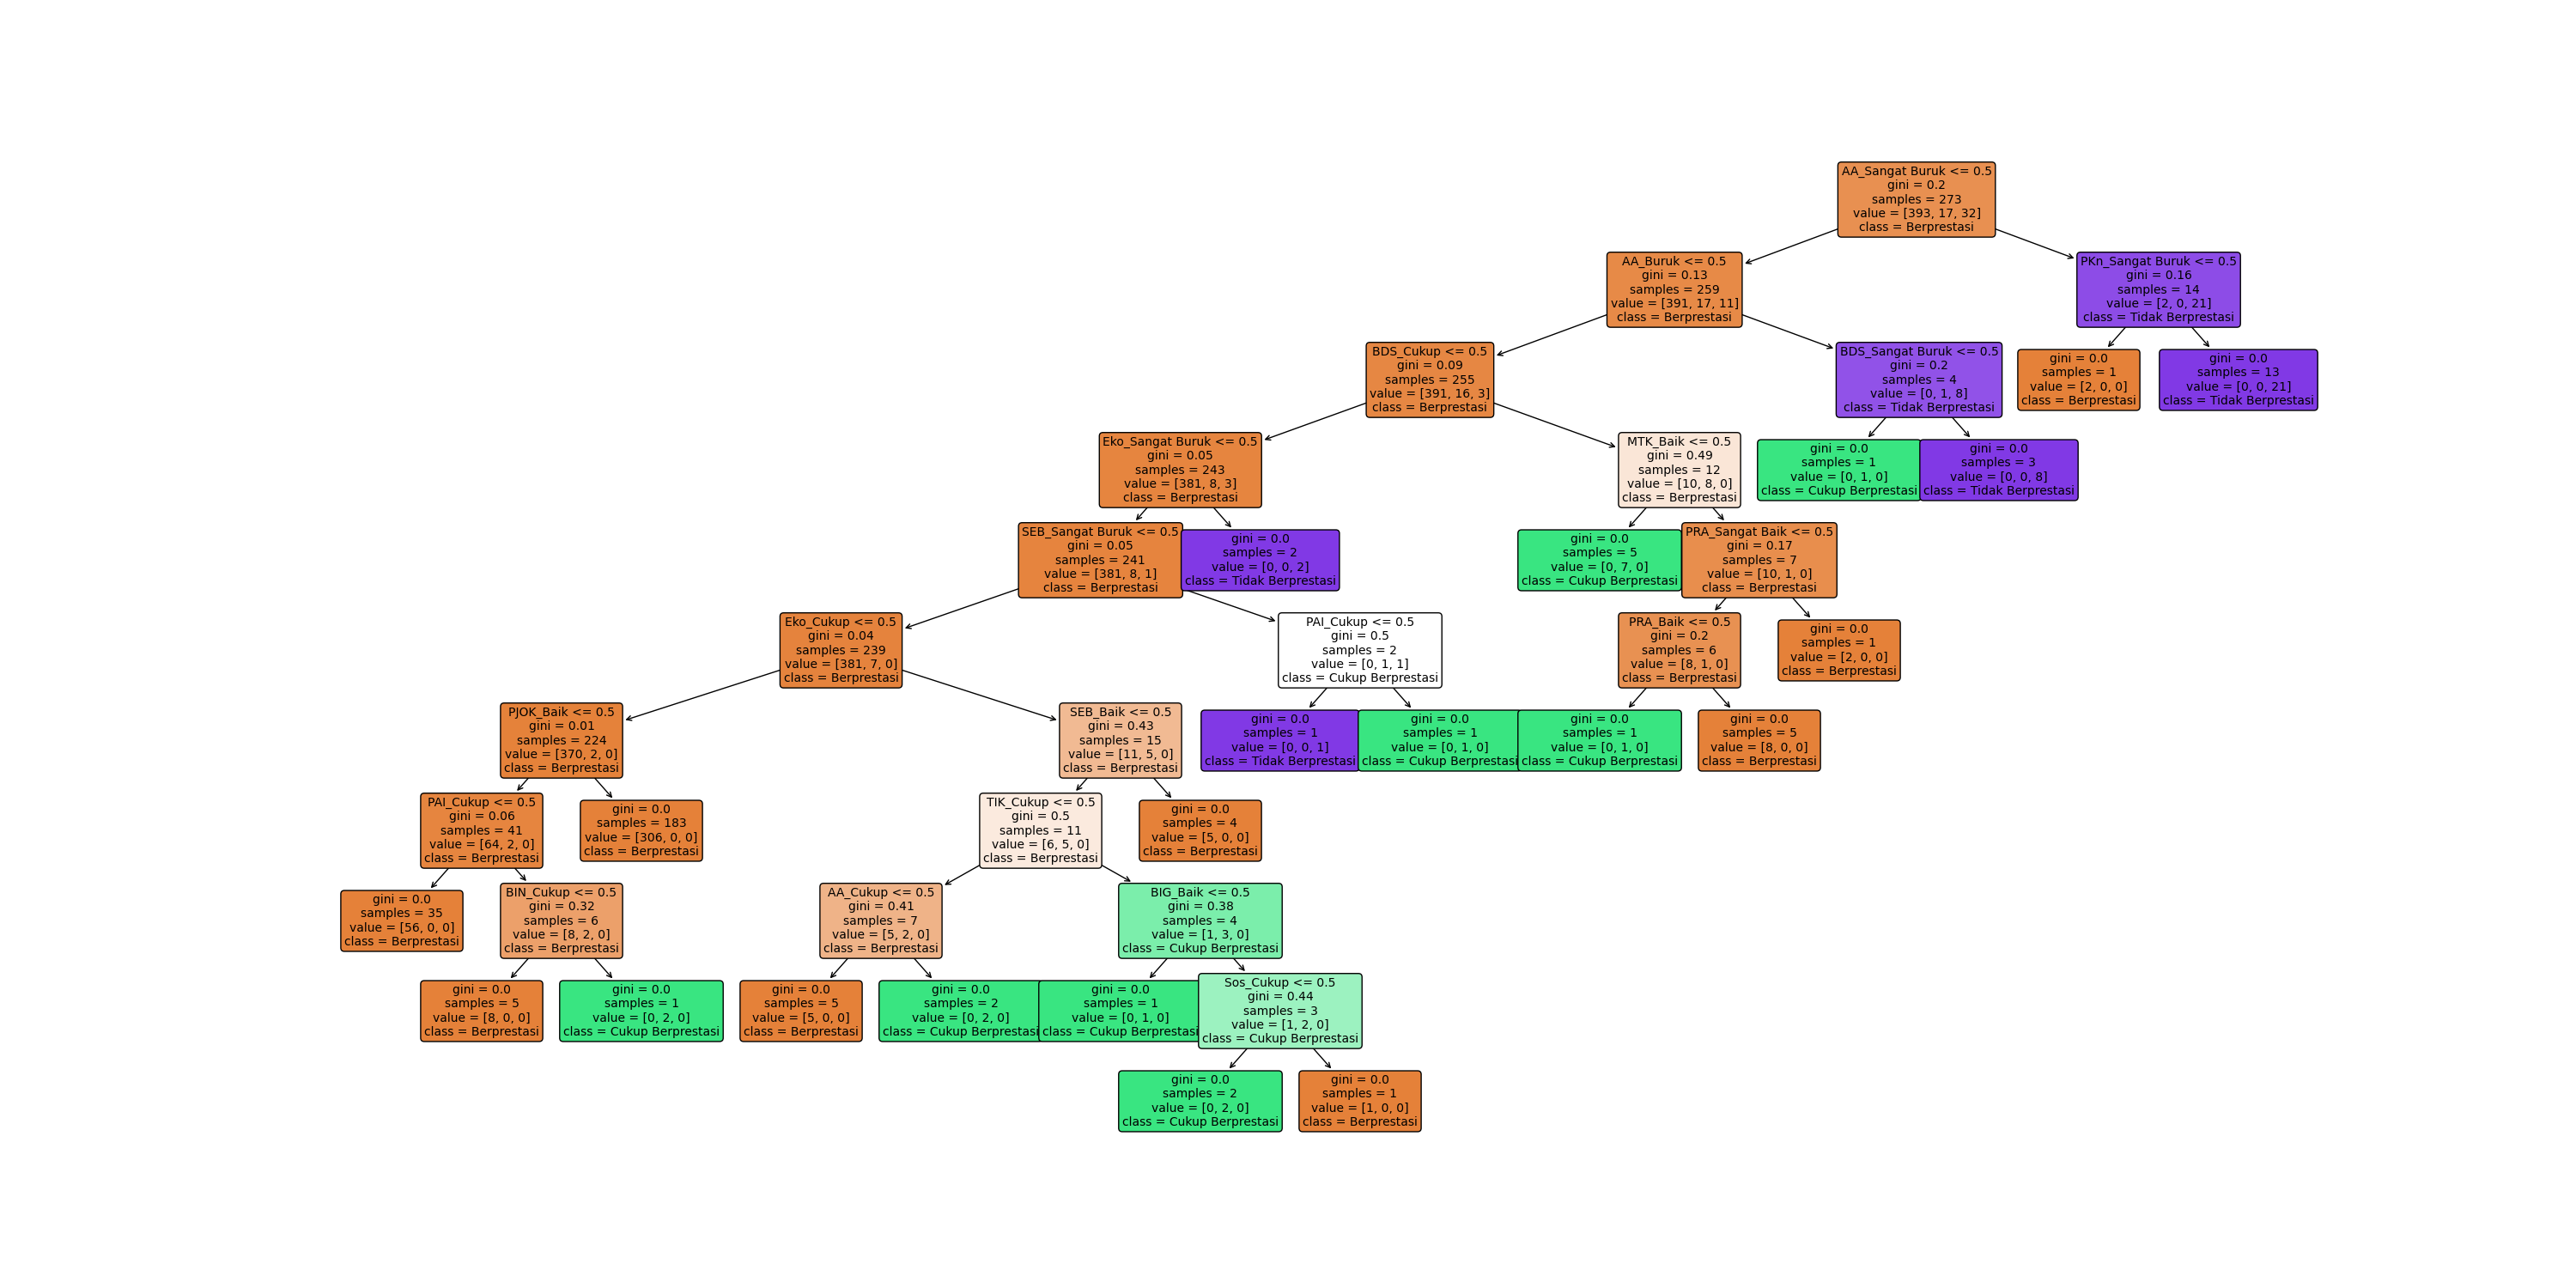 AA_Sangat Buruk <= 0.5
gini = 0.2
samples = 273
value = [393, 17, 32]
class = Berprestasi
AA_Buruk <= 0.5
gini = 0.13
samples = 259
value = [391, 17, 11]
class = Berprestasi
PKn_Sangat Buruk <= 0.5
gini = 0.16
samples = 14
value = [2, 0, 21]
class = Tidak Berprestasi
BDS_Cukup <= 0.5
gini = 0.09
samples = 255
value = [391, 16, 3]
class = Berprestasi
BDS_Sangat Buruk <= 0.5
gini = 0.2
samples = 4
value = [0, 1, 8]
class = Tidak Berprestasi
gini = 0.0
samples = 1
value = [2, 0, 0]
class = Berprestasi
gini = 0.0
samples = 13
value = [0, 0, 21]
class = Tidak Berprestasi
Eko_Sangat Buruk <= 0.5
gini = 0.05
samples = 243
value = [381, 8, 3]
class = Berprestasi
MTK_Baik <= 0.5
gini = 0.49
samples = 12
value = [10, 8, 0]
class = Berprestasi
gini = 0.0
samples = 1
value = [0, 1, 0]
class = Cukup Berprestasi
gini = 0.0
samples = 3
value = [0, 0, 8]
class = Tidak Berprestasi
SEB_Sangat Buruk <= 0.5
gini = 0.05
samples = 241
value = [381, 8, 1]
class = Berprestasi
gini = 0.0
samples = 2
value = [0, 0, 2]
class = Tidak Berprestasi
gini = 0.0
samples = 5
value = [0, 7, 0]
class = Cukup Berprestasi
PRA_Sangat Baik <= 0.5
gini = 0.17
samples = 7
value = [10, 1, 0]
class = Berprestasi
Eko_Cukup <= 0.5
gini = 0.04
samples = 239
value = [381, 7, 0]
class = Berprestasi
PAI_Cukup <= 0.5
gini = 0.5
samples = 2
value = [0, 1, 1]
class = Cukup Berprestasi
PRA_Baik <= 0.5
gini = 0.2
samples = 6
value = [8, 1, 0]
class = Berprestasi
gini = 0.0
samples = 1
value = [2, 0, 0]
class = Berprestasi
PJOK_Baik <= 0.5
gini = 0.01
samples = 224
value = [370, 2, 0]
class = Berprestasi
SEB_Baik <= 0.5
gini = 0.43
samples = 15
value = [11, 5, 0]
class = Berprestasi
gini = 0.0
samples = 1
value = [0, 0, 1]
class = Tidak Berprestasi
gini = 0.0
samples = 1
value = [0, 1, 0]
class = Cukup Berprestasi
gini = 0.0
samples = 1
value = [0, 1, 0]
class = Cukup Berprestasi
gini = 0.0
samples = 5
value = [8, 0, 0]
class = Berprestasi
PAI_Cukup <= 0.5
gini = 0.06
samples = 41
value = [64, 2, 0]
class = Berprestasi
gini = 0.0
samples = 183
value = [306, 0, 0]
class = Berprestasi
TIK_Cukup <= 0.5
gini = 0.5
samples = 11
value = [6, 5, 0]
class = Berprestasi
gini = 0.0
samples = 4
value = [5, 0, 0]
class = Berprestasi
gini = 0.0
samples = 35
value = [56, 0, 0]
class = Berprestasi
BIN_Cukup <= 0.5
gini = 0.32
samples = 6
value = [8, 2, 0]
class = Berprestasi
AA_Cukup <= 0.5
gini = 0.41
samples = 7
value = [5, 2, 0]
class = Berprestasi
BIG_Baik <= 0.5
gini = 0.38
samples = 4
value = [1, 3, 0]
class = Cukup Berprestasi
gini = 0.0
samples = 5
value = [8, 0, 0]
class = Berprestasi
gini = 0.0
samples = 1
value = [0, 2, 0]
class = Cukup Berprestasi
gini = 0.0
samples = 5
value = [5, 0, 0]
class = Berprestasi
gini = 0.0
samples = 2
value = [0, 2, 0]
class = Cukup Berprestasi
gini = 0.0
samples = 1
value = [0, 1, 0]
class = Cukup Berprestasi
Sos_Cukup <= 0.5
gini = 0.44
samples = 3
value = [1, 2, 0]
class = Cukup Berprestasi
gini = 0.0
samples = 2
value = [0, 2, 0]
class = Cukup Berprestasi
gini = 0.0
samples = 1
value = [1, 0, 0]
class = Berprestasi